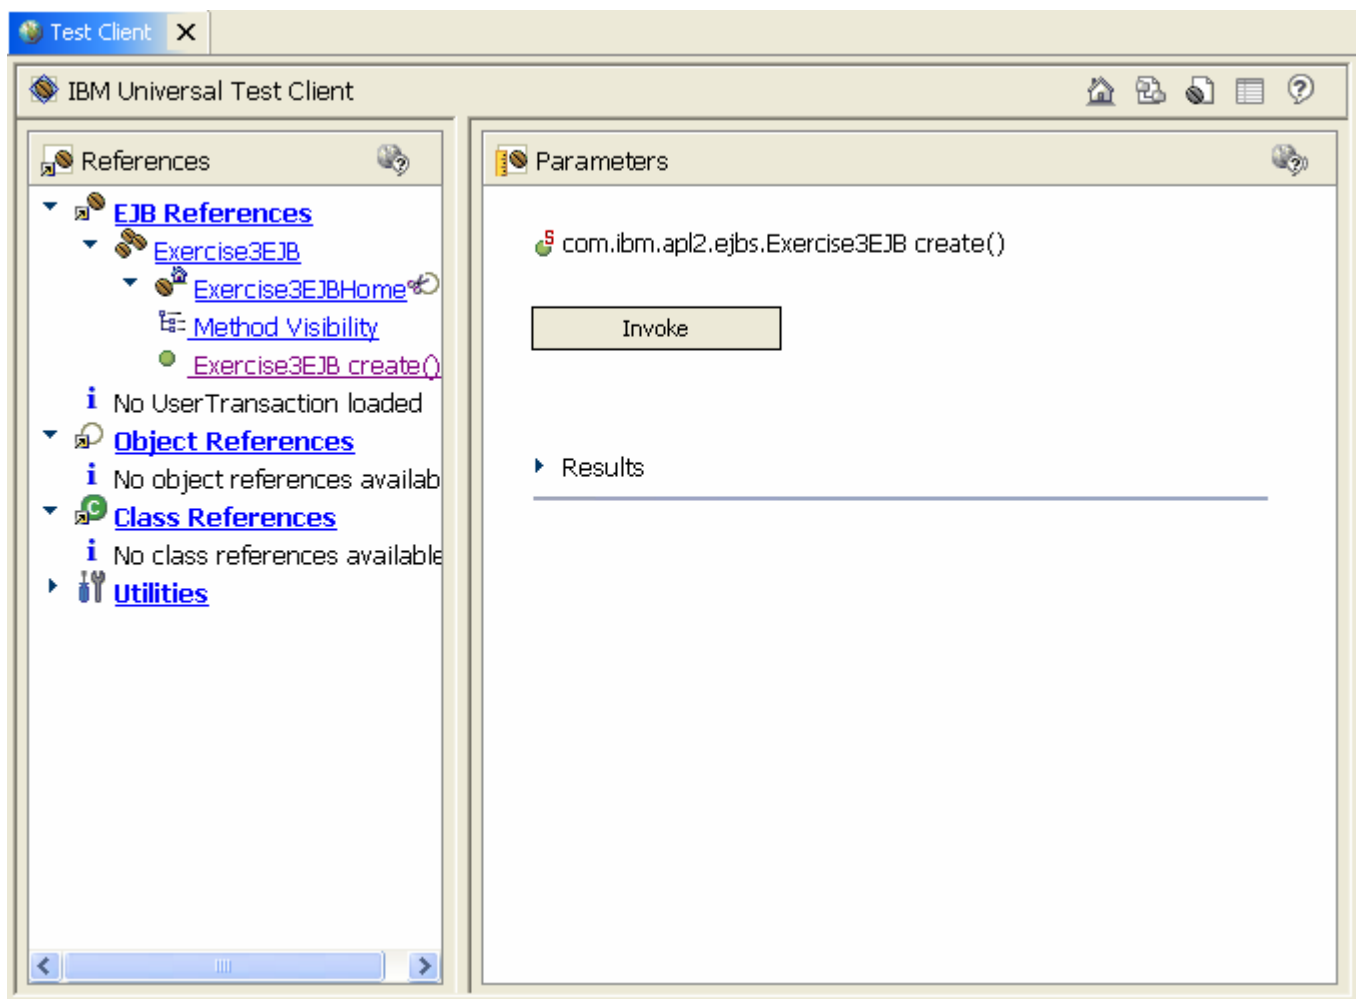 Test Client
IBM Universal Test Client
References
EJB References
Exercise3EJB
Exercise3EJBHome
Method Visibility
Exercise3EJB create()
No UserTransaction loaded
Object References
No object references availab
Class References
No class references available
Utilities
Parameters
com.ibm.apl2.ejbs.Exercise3EJB create()
Invoke
Results